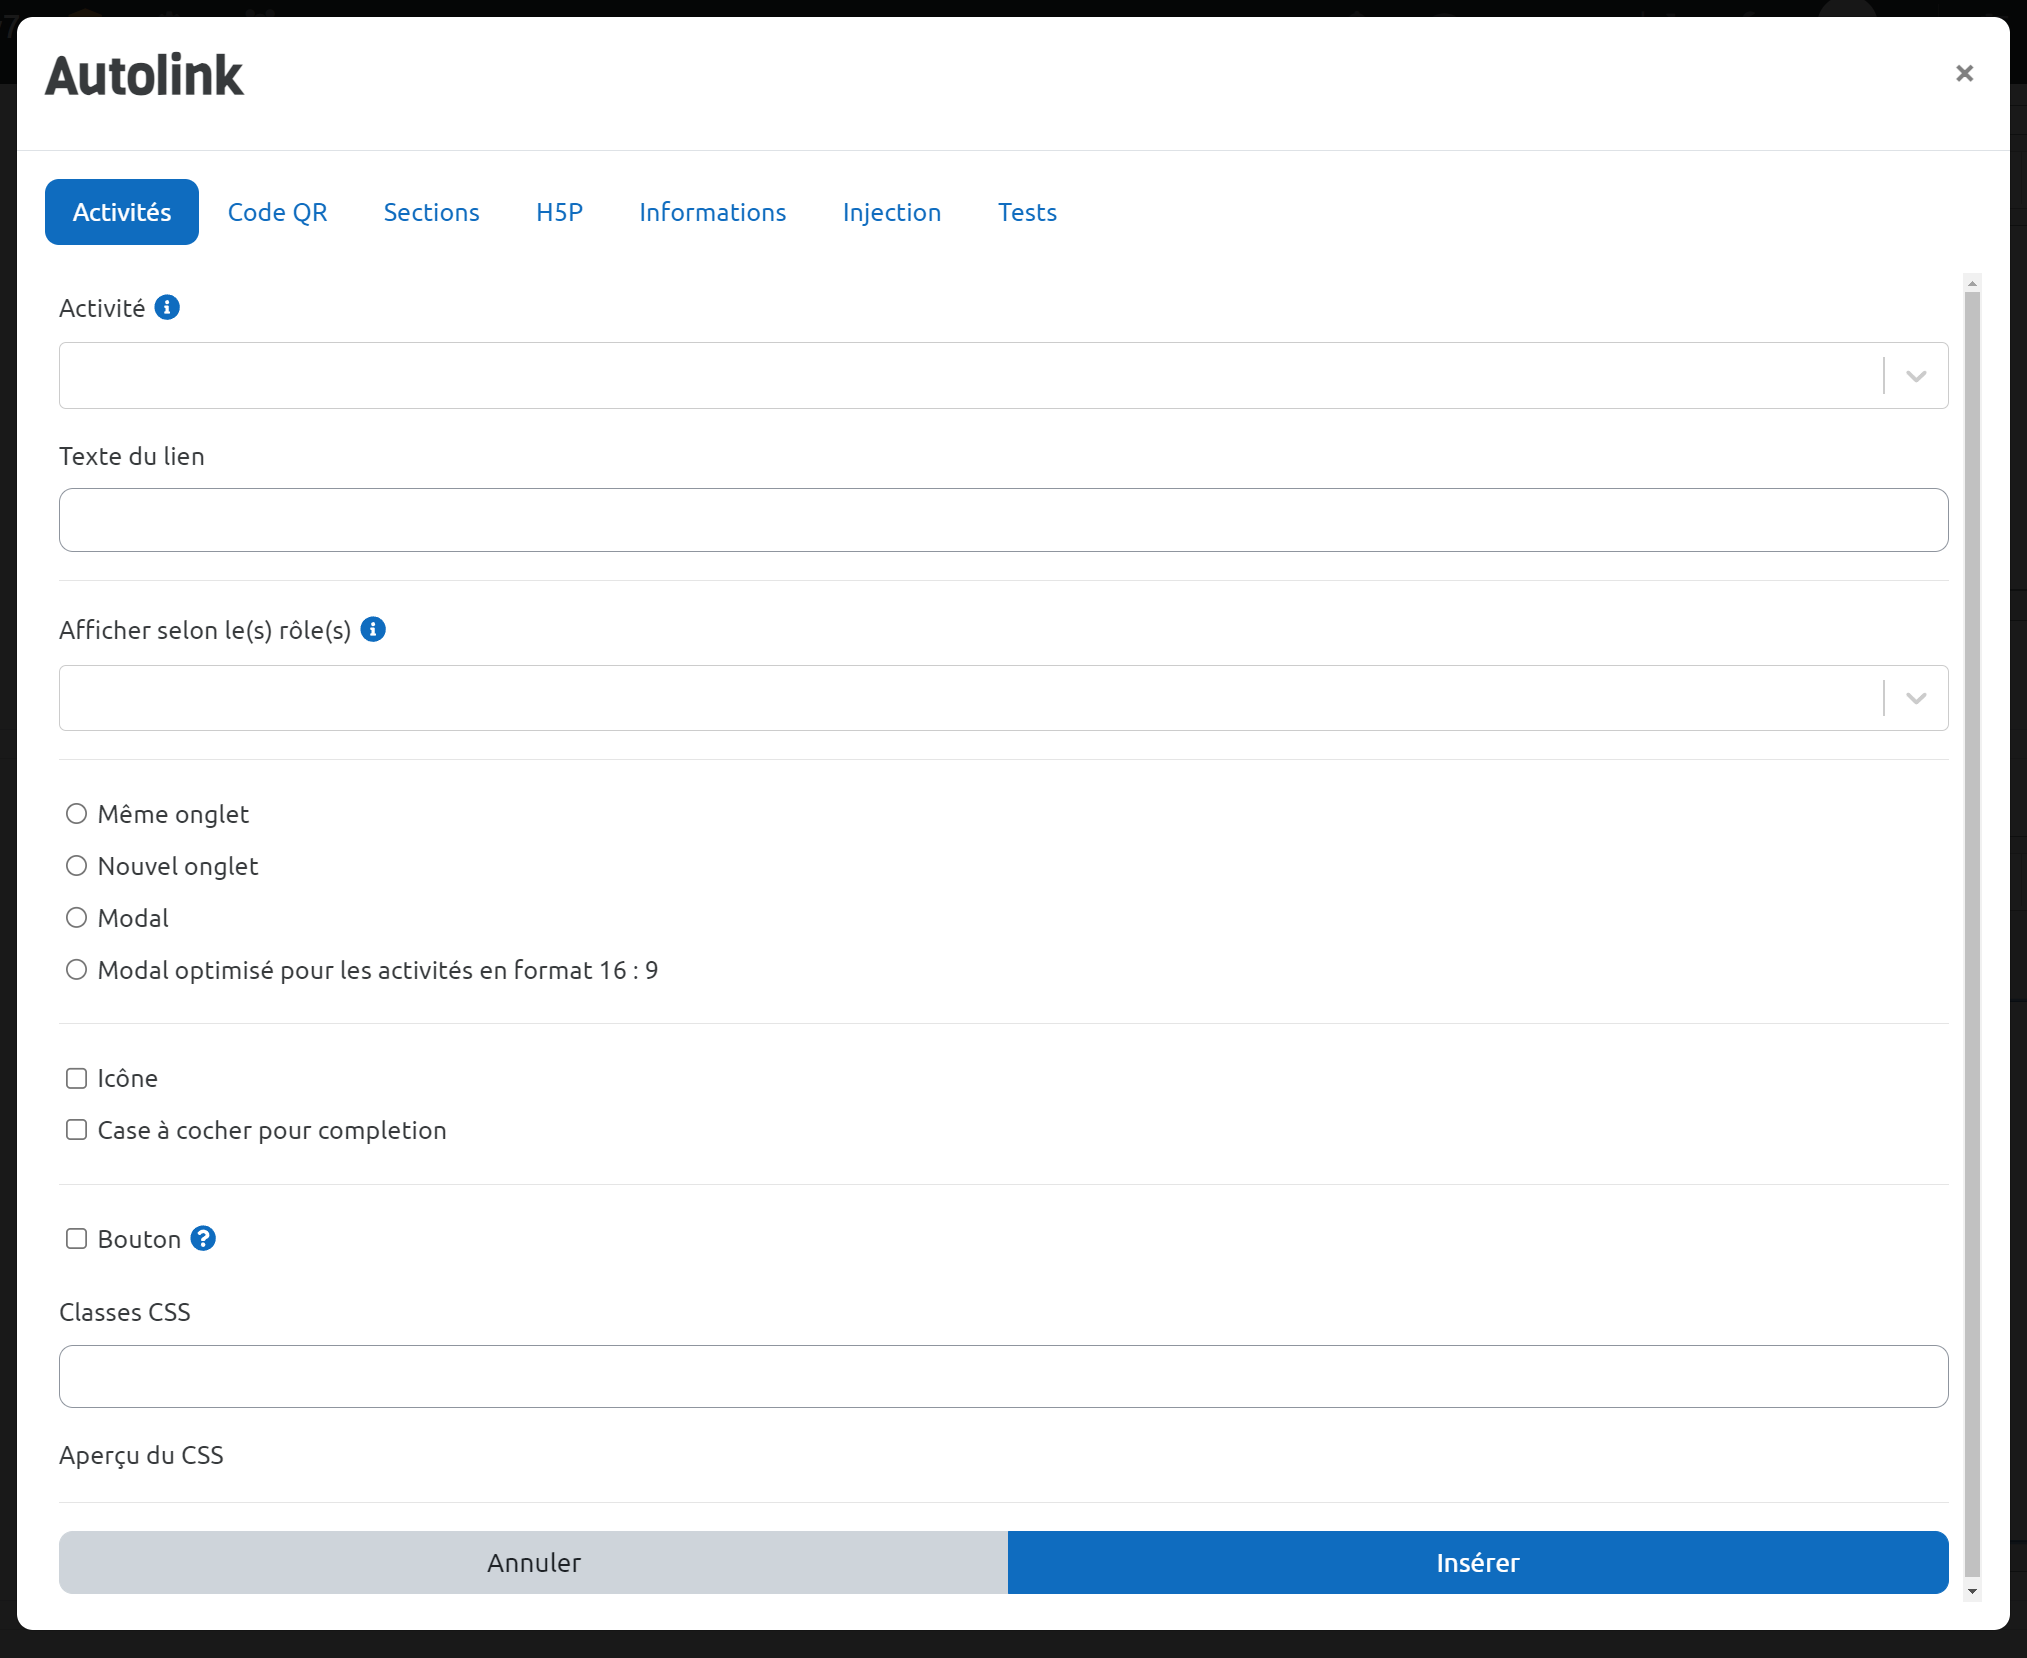 Autolink
×
Activités Code QR Sections H5P Informations Injection Tests
Activité
Texte du lien
Afficher selon le(s) rôle(s)
Même onglet
Nouvel onglet
Modal
Modal optimisé pour les activités en format 16 : 9
Icône
Case à cocher pour completion
Bouton ?
Classes CSS
Aperçu du CSS
Annuler Insérer